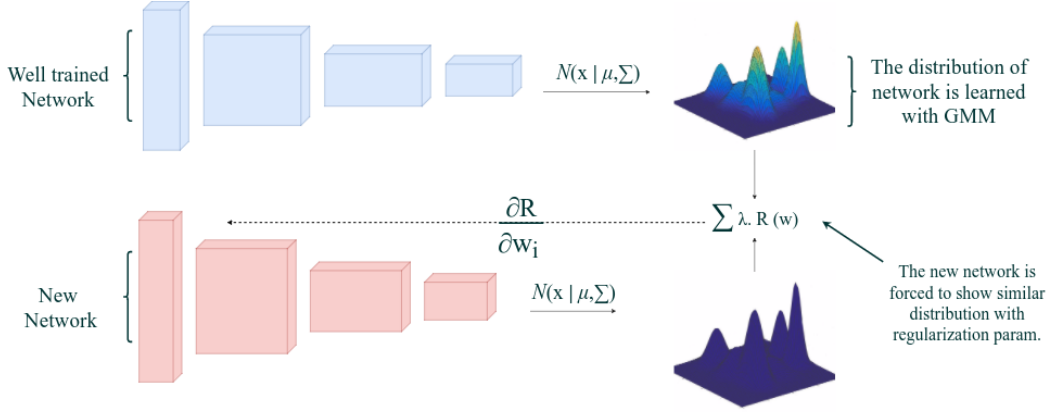 Well trained
Network
N(x | μ,∑)
The distribution of
network is learned
with GMM
∂R
∂wᵢ
∑ λ. R (w)
New
Network
N(x | μ,∑)
The new network is
forced to show similar
distribution with
regularization param.